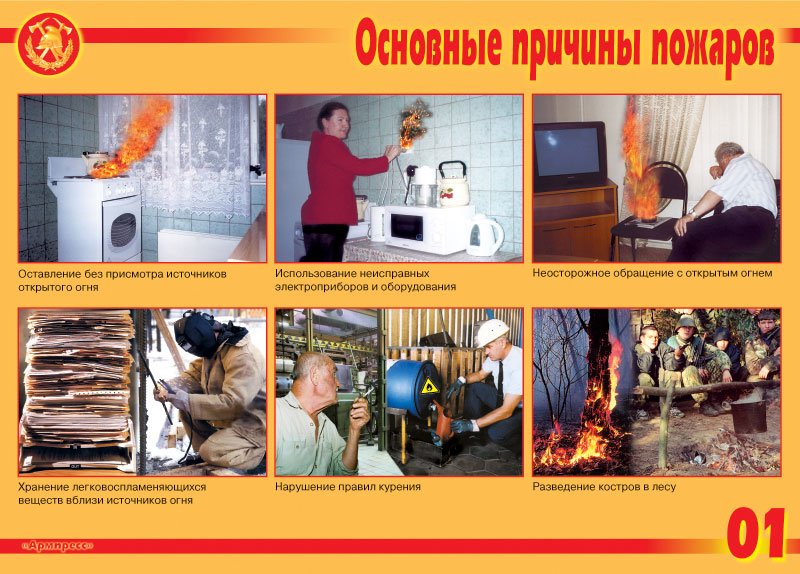 Основные причины пожаров
Оставление без присмотра источников
открытого огня
Использование неисправных
электроприборов и оборудования
Неосторожное обращение с открытым огнем
Хранение легковоспламеняющихся
веществ вблизи источников огня
Нарушение правил курения
Разведение костров в лесу
«Армпресс»
01